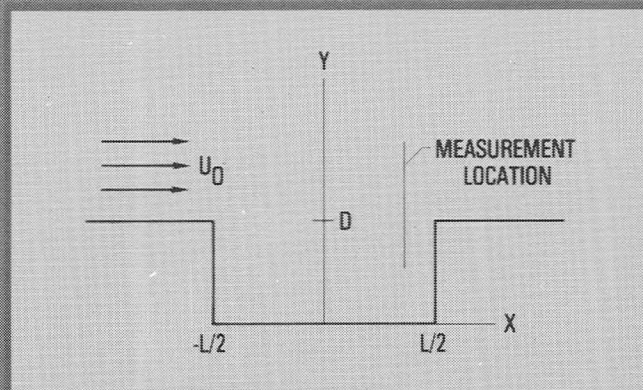 Y
U0
MEASUREMENT
LOCATION
D
X
-L/2
L/2